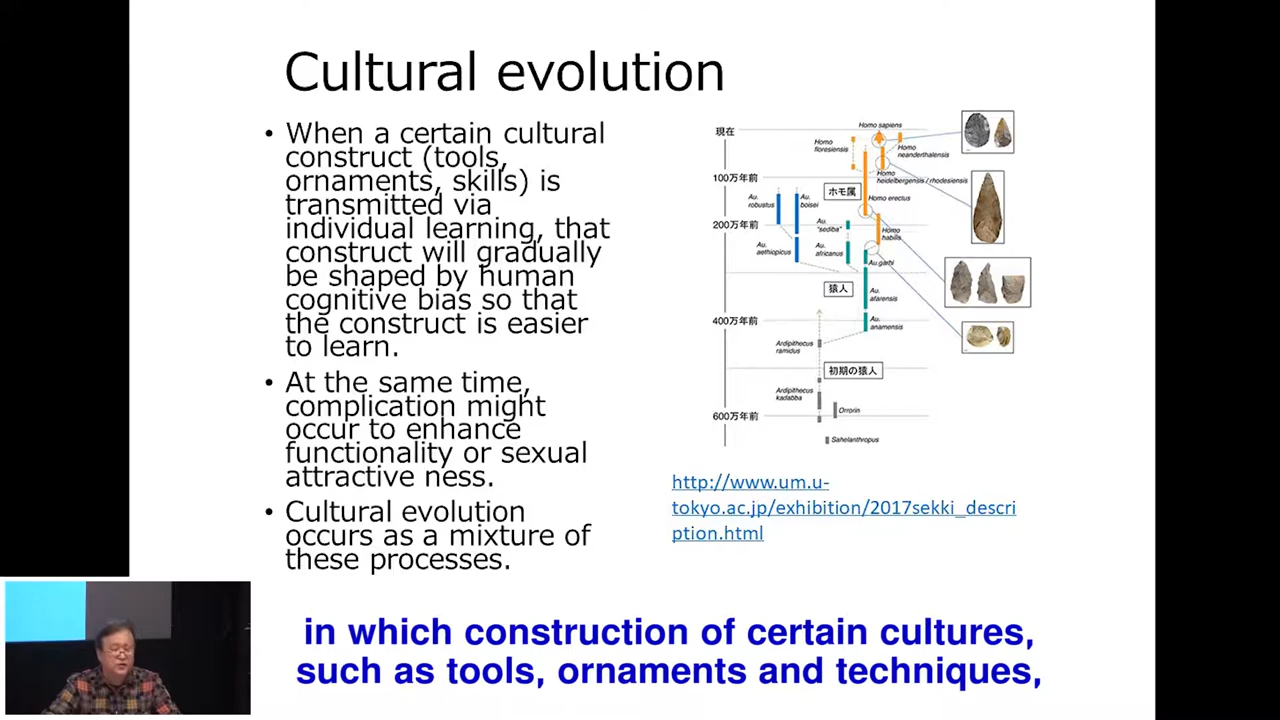 Cultural evolution
• When a certain cultural
construct (tools,
ornaments, skills) is
transmitted via
individual learning, that
construct will gradually
be shaped by human
cognitive bias so that
the construct is easier
to learn.
• At the same time,
complication might
occur to enhance
functionality or sexual
attractive ness.
• Cultural evolution
occurs as a mixture of
these processes.
現在
100万年前
200万年前
400万年前
600万年前
Homo sapiens
Homo
floresiensis
Homo
neanderthalensis
Homo
heidelbergensis / rhodesiensis
ホモ属
Homo erectus
Au.
robustus
Au.
boisei
Au.
"sediba"
Homo
habilis
Au.
aethiopicus
Au.
africanus
Au.garhi
猿人
Au.
afarensis
Au.
anamensis
Ardipithecus
ramidus
初期の猿人
Ardipithecus
kadabba
Orrorin
Sahelanthropus
http://www.um.u-
tokyo.ac.jp/exhibition/2017sekki_descri
ption.html
in which construction of certain cultures,
such as tools, ornaments and techniques,